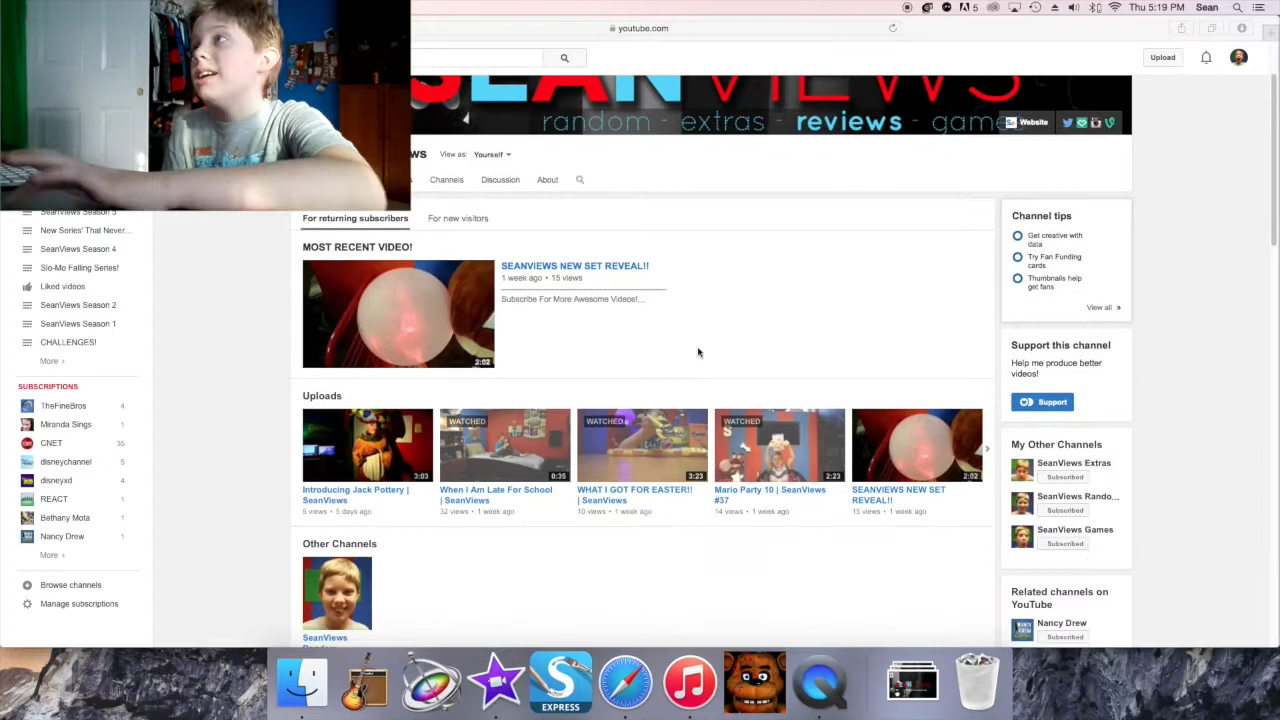 5
Thu 5:19 PM Sean
youtube.com
Upload
SEANVIEWS
random - extras - reviews - games
Website
WS
View as: Yourself
Channels
Discussion
About
For returning subscribers
For new visitors
MOST RECENT VIDEO!
SEANVIEWS NEW SET REVEAL!!
1 week ago • 15 views
Subscribe For More Awesome Videos!...
2:02
Uploads
3:03
Introducing Jack Pottery |
SeanViews
5 views • 5 days ago
WATCHED
0:35
When I Am Late For School
| SeanViews
32 views • 1 week ago
WATCHED
3:23
WHAT I GOT FOR EASTER!!
| SeanViews
10 views • 1 week ago
WATCHED
2:23
Mario Party 10 | SeanViews
#37
14 views • 1 week ago
2:02
SEANVIEWS NEW SET
REVEAL!!
15 views • 1 week ago
Other Channels
SeanViews
SeanViews Season 5
New Series' That Never...
SeanViews Season 4
Slo-Mo Falling Series!
Liked videos
SeanViews Season 2
SeanViews Season 1
CHALLENGES!
More ›
SUBSCRIPTIONS
TheFineBros 4
Miranda Sings 1
CNET 35
disneychannel 5
disneyxd 4
REACT 1
Bethany Mota 1
Nancy Drew 1
More ›
Browse channels
Manage subscriptions
Channel tips
Get creative with
data
Try Fan Funding
cards
Thumbnails help
get fans
View all »
Support this channel
Help me produce better
videos!
Support
My Other Channels
SeanViews Extras
Subscribed
SeanViews Rando...
Subscribed
SeanViews Games
Subscribed
Related channels on
YouTube
Nancy Drew
Subscribed
EXPRESS